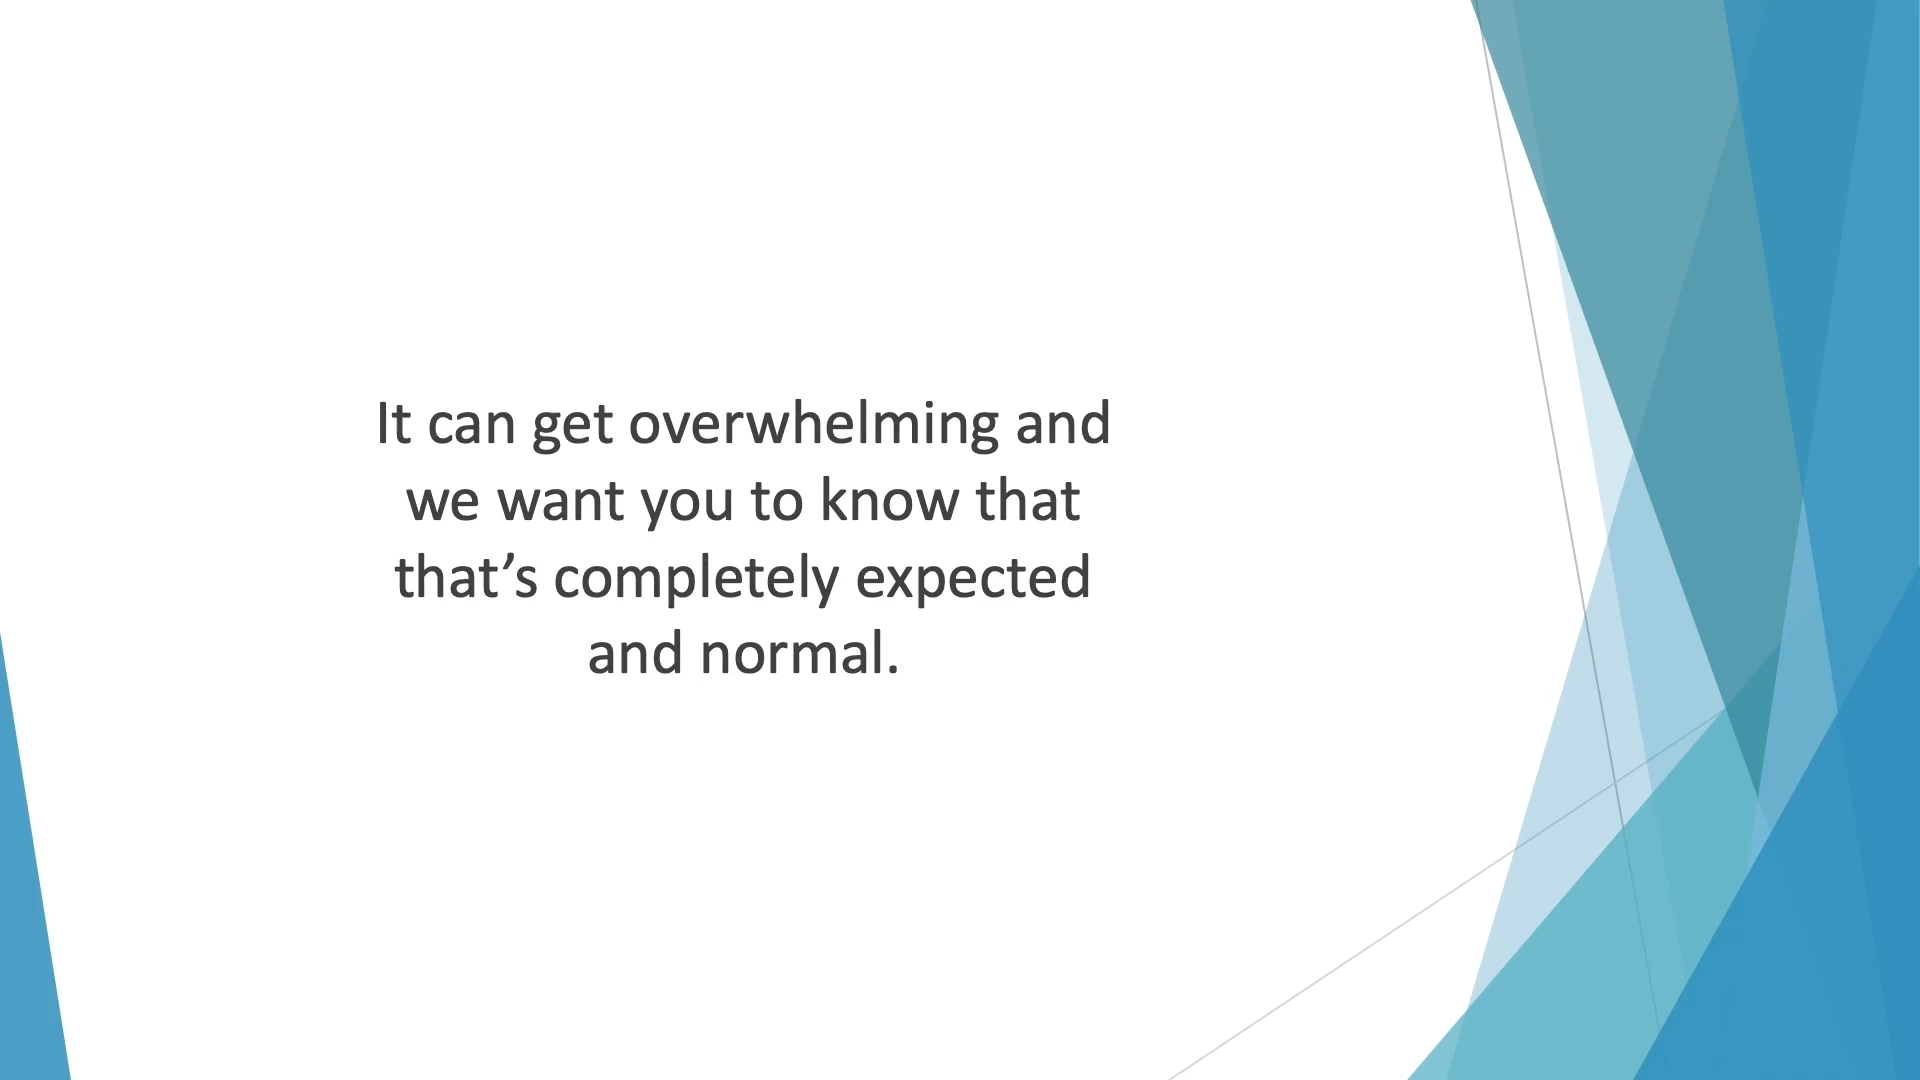 It can get overwhelming and
we want you to know that
that’s completely expected
and normal.